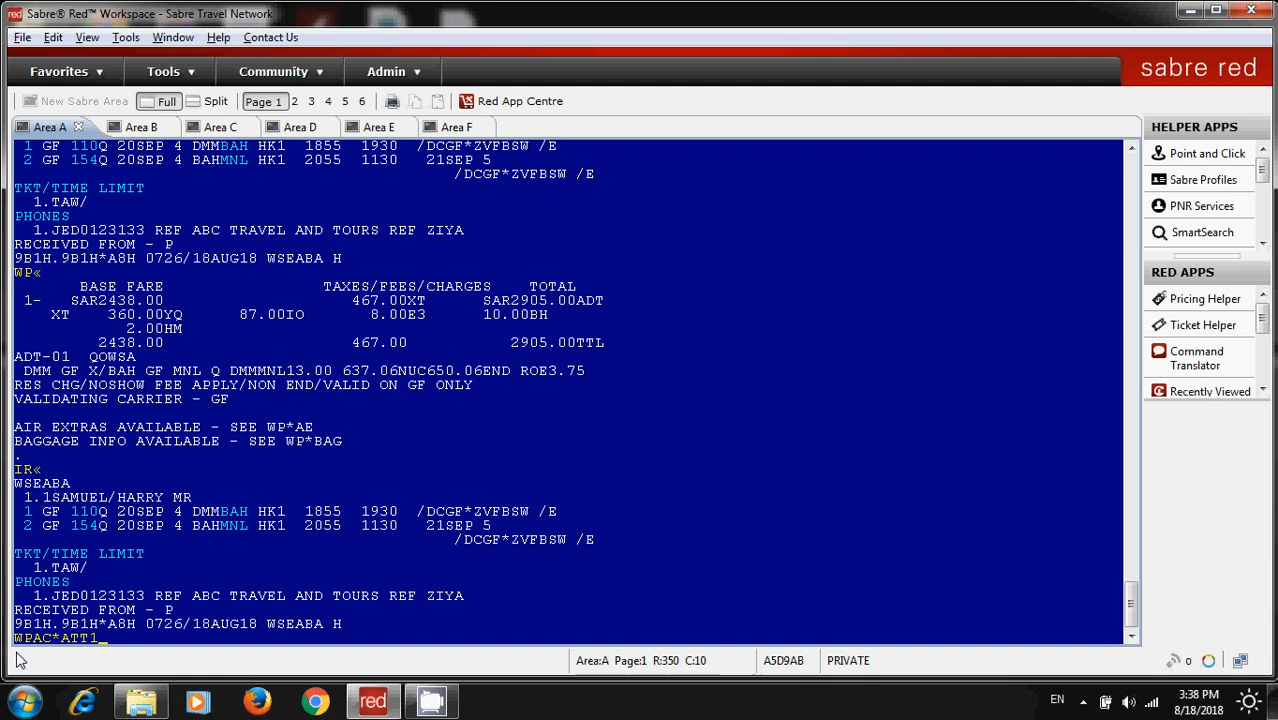 Sabre® Red™ Workspace - Sabre Travel Network
File Edit View Tools Window Help Contact Us
Favorites Tools Community Admin sabre red
New Sabre Area Full Split Page 1 2 3 4 5 6 Red App Centre
Area A Area B Area C Area D Area E Area F
1 GF 110Q 20SEP 4 DMMBAH HK1 1855 1930 /DCGF*ZVFBSW /E
2 GF 154Q 20SEP 4 BAHMNL HK1 2055 1130 21SEP 5
/DCGF*ZVFBSW /E
TKT/TIME LIMIT
1.TAW/
PHONES
1.JED0123133 REF ABC TRAVEL AND TOURS REF ZIYA
RECEIVED FROM - P
9B1H.9B1H*A8H 0726/18AUG18 WSEABA H
WP«
BASE FARE TAXES/FEES/CHARGES TOTAL
1- SAR2438.00 467.00XT SAR2905.00ADT
XT 360.00YQ 87.00IO 8.00E3 10.00BH
2.00HM
2438.00 467.00 2905.00TTL
ADT-01 QOWSA
DMM GF X/BAH GF MNL Q DMMMNL13.00 637.06NUC650.06END ROE3.75
RES CHG/NOSHOW FEE APPLY/NON END/VALID ON GF ONLY
VALIDATING CARRIER - GF
AIR EXTRAS AVAILABLE - SEE WP*AE
BAGGAGE INFO AVAILABLE - SEE WP*BAG
.
IR«
WSEABA
1.1SAMUEL/HARRY MR
1 GF 110Q 20SEP 4 DMMBAH HK1 1855 1930 /DCGF*ZVFBSW /E
2 GF 154Q 20SEP 4 BAHMNL HK1 2055 1130 21SEP 5
/DCGF*ZVFBSW /E
TKT/TIME LIMIT
1.TAW/
PHONES
1.JED0123133 REF ABC TRAVEL AND TOURS REF ZIYA
RECEIVED FROM - P
9B1H.9B1H*A8H 0726/18AUG18 WSEABA H
WPAC*ATT1_
HELPER APPS
Point and Click
Sabre Profiles
PNR Services
SmartSearch
RED APPS
Pricing Helper
Ticket Helper
Command
Translator
Recently Viewed
Area:A Page:1 R:350 C:10 A5D9AB PRIVATE 0
red
red
EN
3:38 PM
8/18/2018